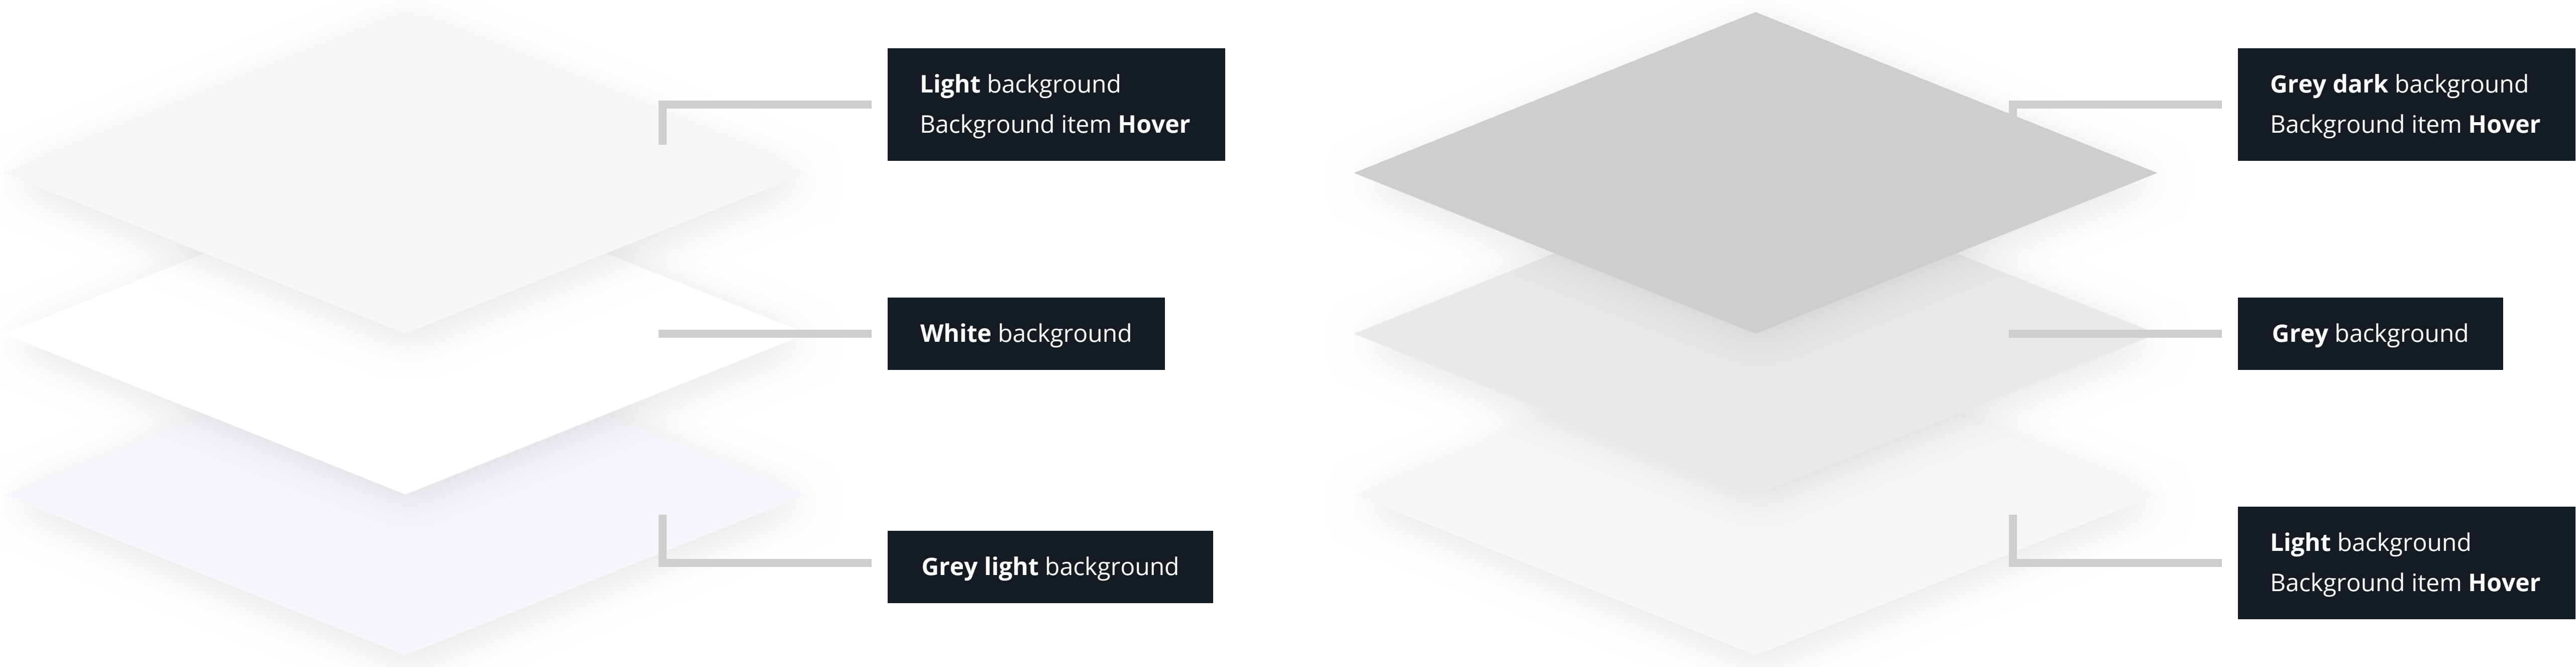 Light background
Background item Hover
White background
Grey light background
Grey dark background
Background item Hover
Grey background
Light background
Background item Hover